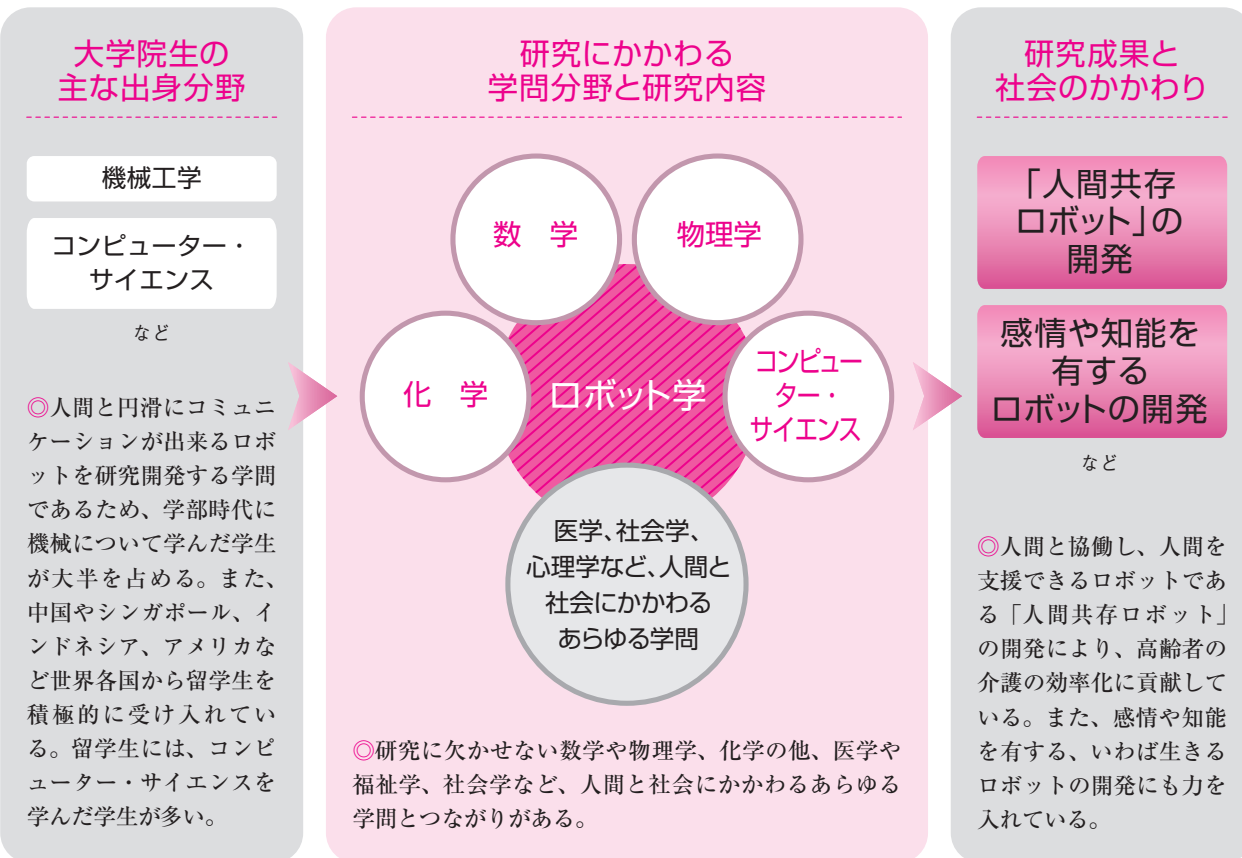 大学院生の
主な出身分野
機械工学
コンピューター・
サイエンス
など
◎人間と円滑にコミュニ
ケーションが出来るロボ
ットを研究開発する学問
であるため、学部時代に
機械について学んだ学生
が大半を占める。また、
中国やシンガポール、イ
ンドネシア、アメリカな
ど世界各国から留学生を
積極的に受け入れてい
る。留学生には、コンピ
ューター・サイエンスを
学んだ学生が多い。
研究にかかわる
学問分野と研究内容
数　学
物理学
化　学
ロボット学
コンピュー
ター・
サイエンス
医学、社会学、
心理学など、人間と
社会にかかわる
あらゆる学問
◎研究に欠かせない数学や物理学、化学の他、医学や
福祉学、社会学など、人間と社会にかかわるあらゆる
学問とつながりがある。
研究成果と
社会のかかわり
「人間共存
ロボット」の
開発
感情や知能を
有する
ロボットの開発
など
◎人間と協働し、人間を
支援できるロボットであ
る「人間共存ロボット」
の開発により、高齢者の
介護の効率化に貢献して
いる。また、感情や知能
を有する、いわば生きる
ロボットの開発にも力を
入れている。